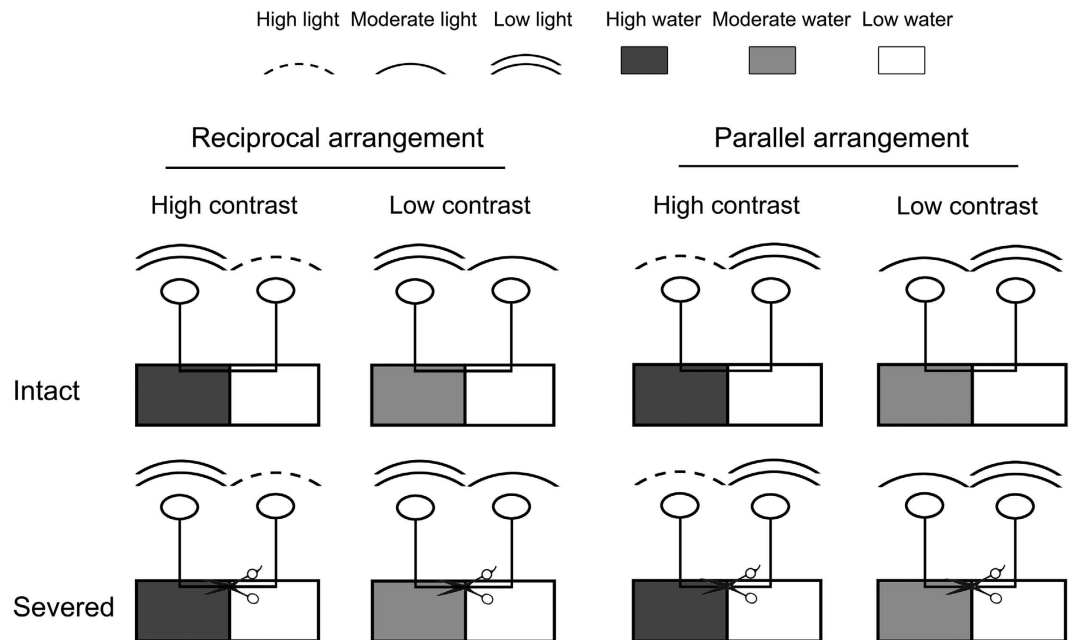 High light Moderate light Low light High water Moderate water Low water
Reciprocal arrangement Parallel arrangement
High contrast Low contrast High contrast Low contrast
Intact
Severed